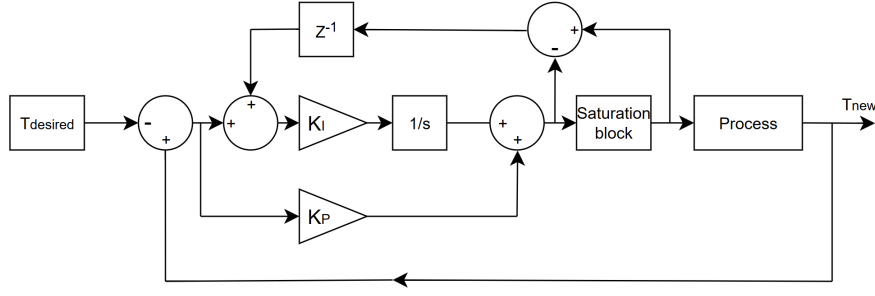 Z-1
+
-
+
Tdesired
-
+
+
KI
1/s
+
+
Saturation
block
Process
Tnew
+
KP